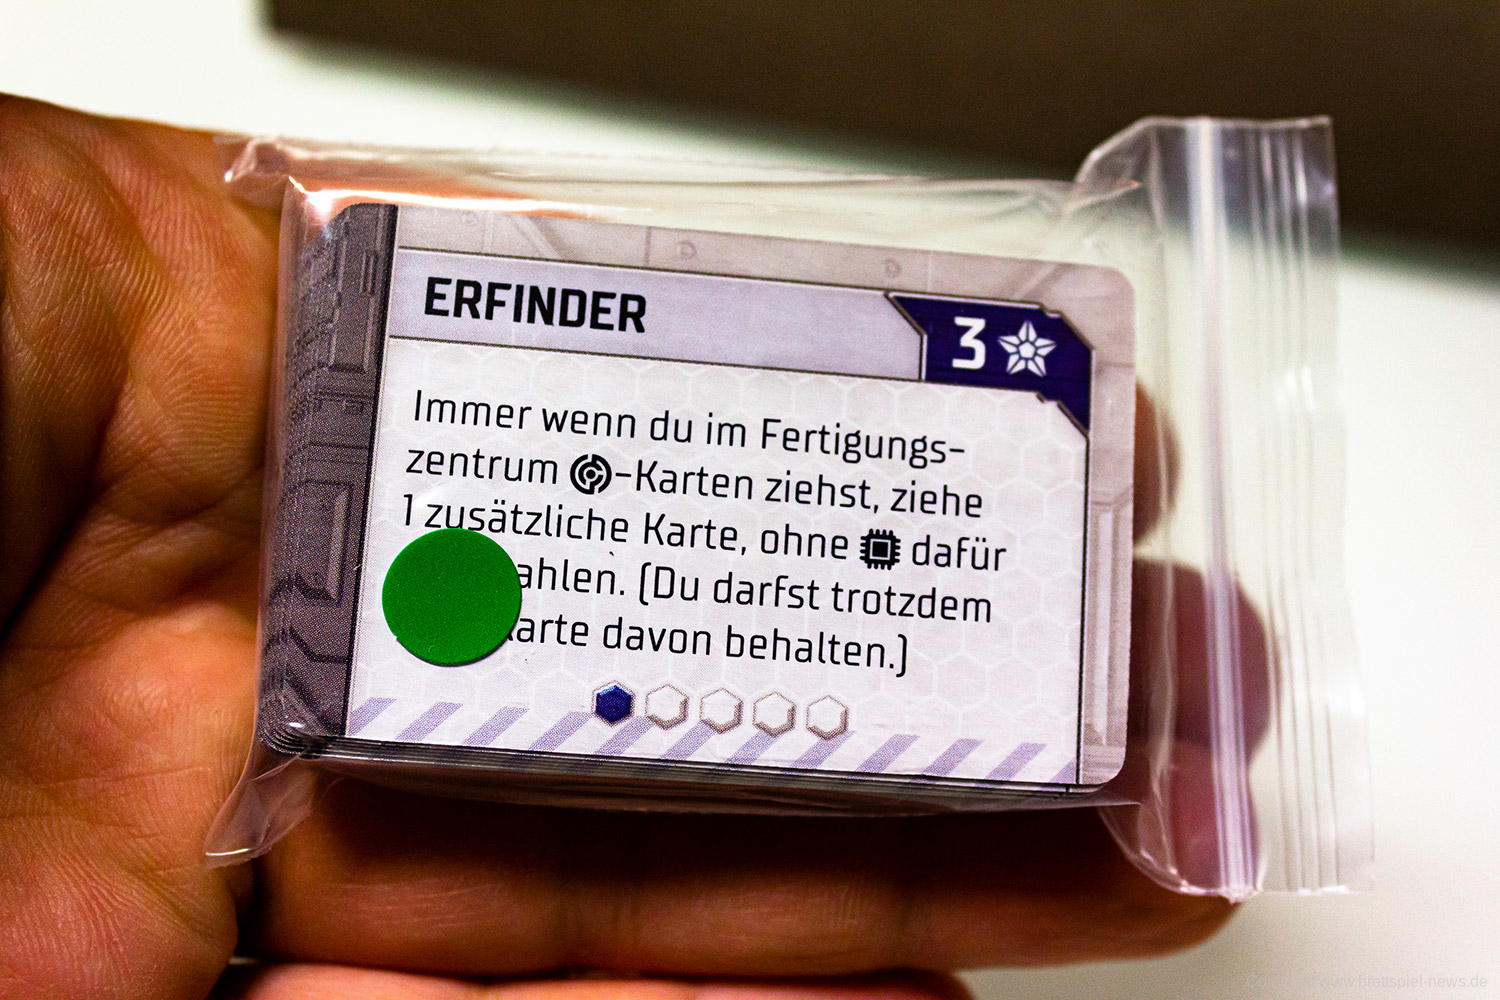 ERFINDER
3
Immer wenn du im Fertigungs-
zentrum -Karten ziehst, ziehe
1 zusätzliche Karte, ohne dafür
ahlen. (Du darfst trotzdem
arte davon behalten.)
www.brettspiel-news.de